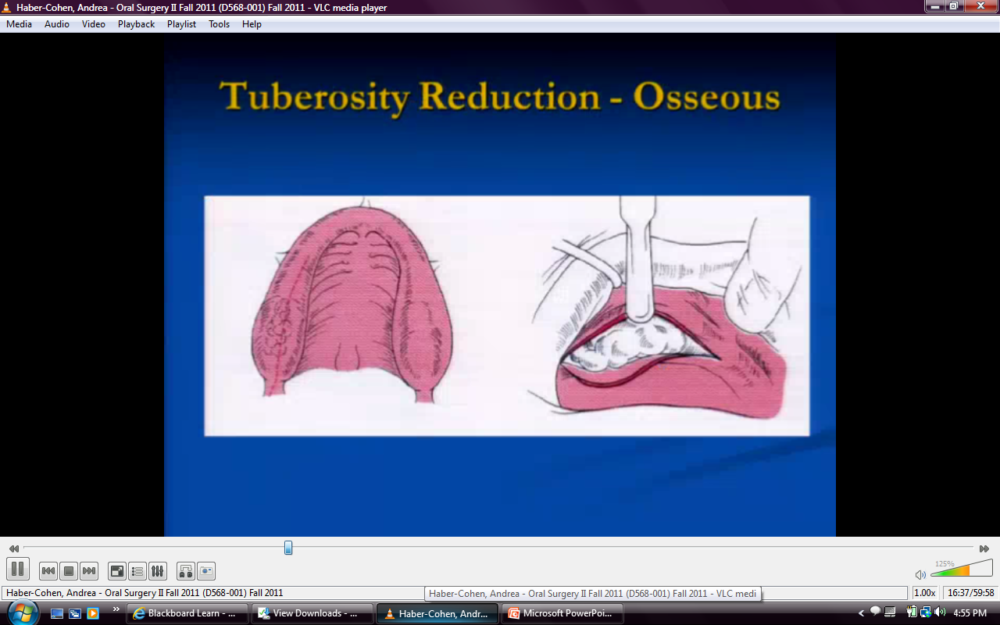 Haber-Cohen, Andrea - Oral Surgery II Fall 2011 (D568-001) Fall 2011 - VLC media player
Media Audio Video Playback Playlist Tools Help
Tuberosity Reduction - Osseous
125%
Haber-Cohen, Andrea - Oral Surgery II Fall 2011 (D568-001) Fall 2011
Haber-Cohen, Andrea - Oral Surgery II Fall 2011 (D568-001) Fall 2011 - VLC medi
1.00x
16:37/59:58
Blackboard Learn - ...
View Downloads - ...
Haber-Cohen, Andr...
Microsoft PowerPoi...
4:55 PM